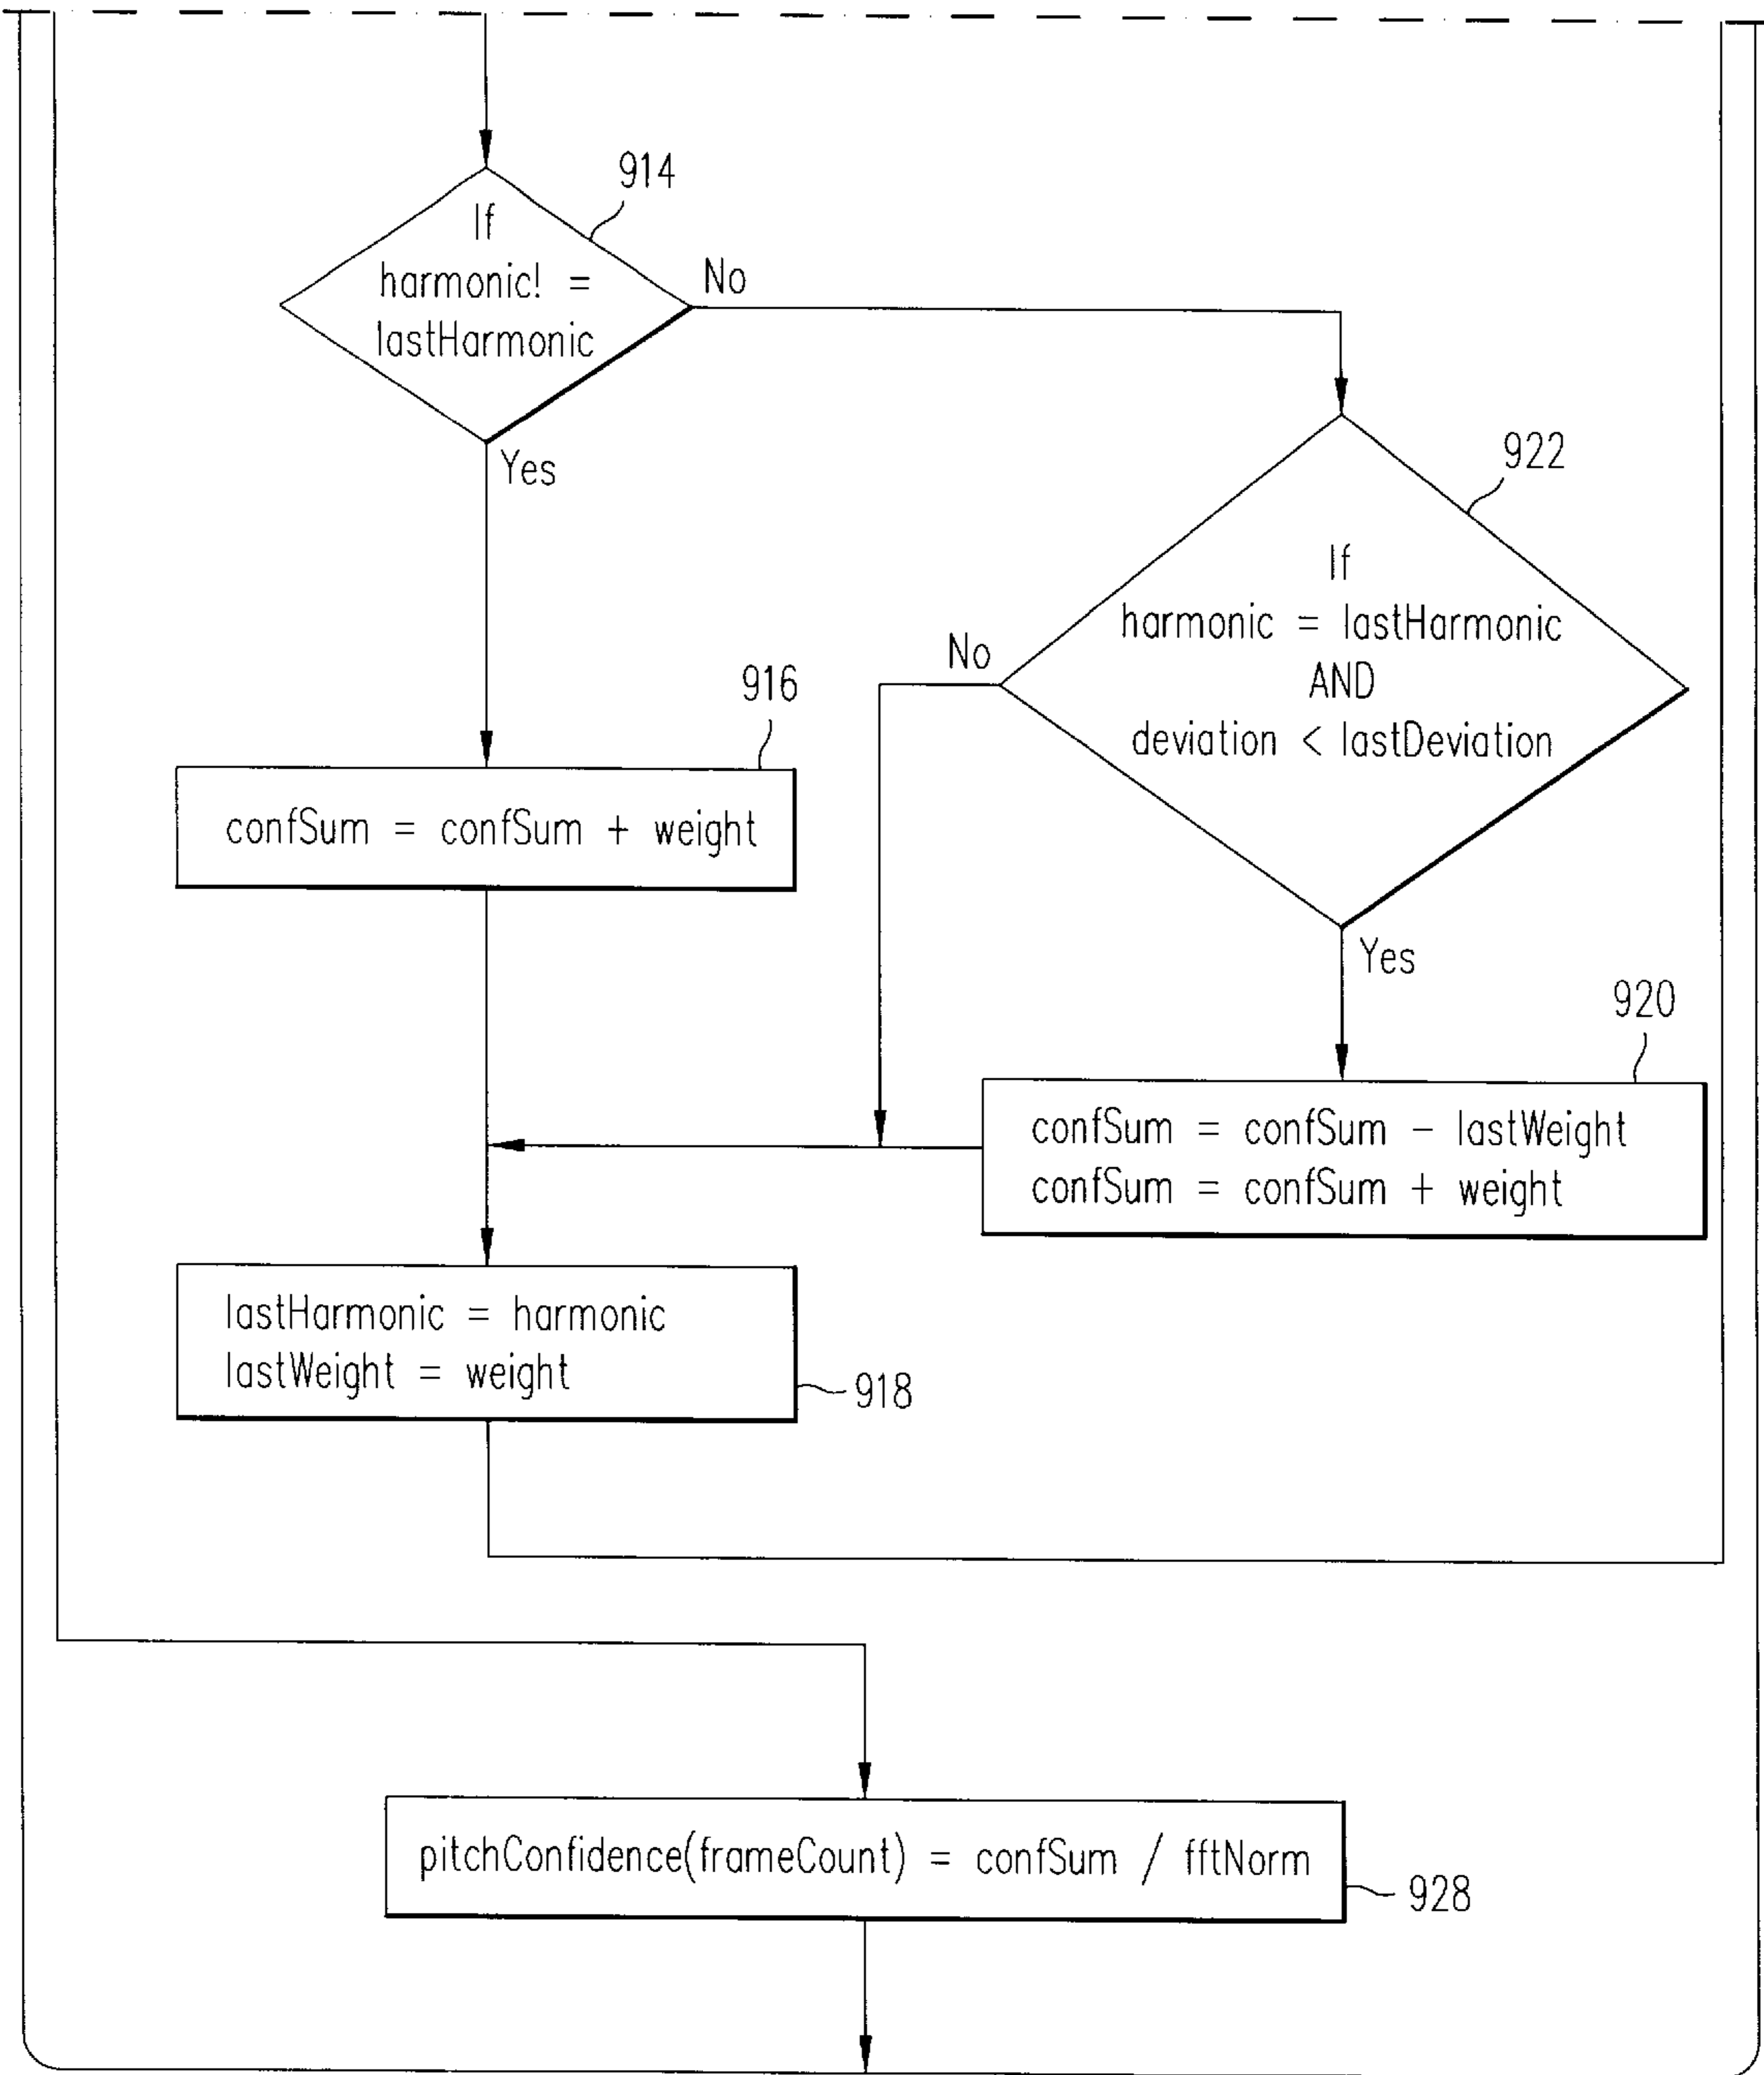 914
If
harmonic! =
lastHarmonic
No
Yes
922
If
harmonic = lastHarmonic
AND
deviation < lastDeviation
No
Yes
916
confSum = confSum + weight
920
confSum = confSum - lastWeight
confSum = confSum + weight
lastHarmonic = harmonic
lastWeight = weight
918
pitchConfidence(frameCount) = confSum / fftNorm
928